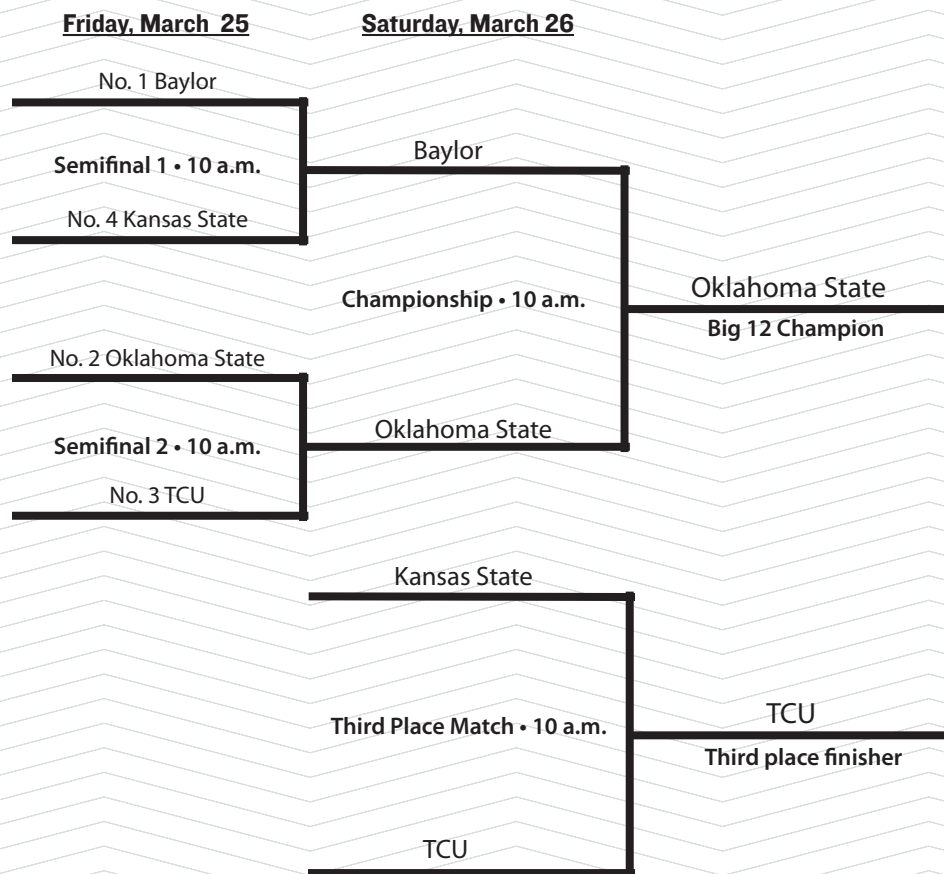 Friday, March 25
Saturday, March 26
No. 1 Baylor
Baylor
Semifinal 1 • 10 a.m.
No. 4 Kansas State
Championship • 10 a.m.
Oklahoma State
Big 12 Champion
No. 2 Oklahoma State
Oklahoma State
Semifinal 2 • 10 a.m.
No. 3 TCU
Kansas State
Third Place Match • 10 a.m.
TCU
Third place finisher
TCU